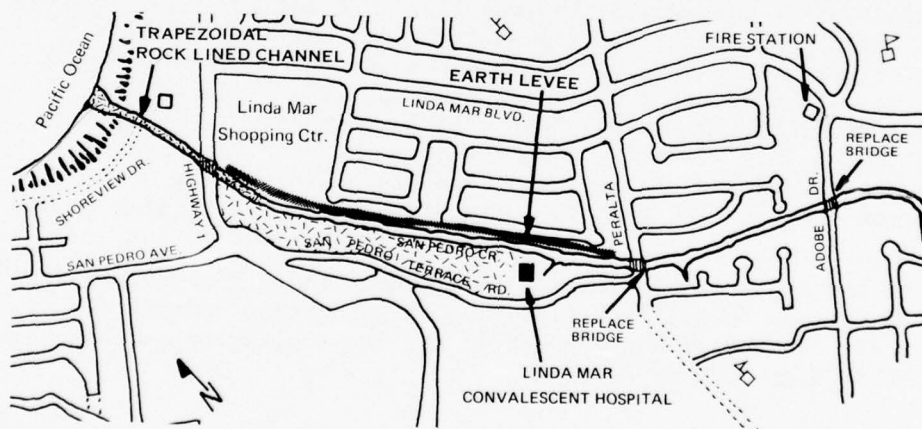 TRAPEZOIDAL
ROCK LINED CHANNEL
Pacific Ocean
FIRE STATION
EARTH LEVEE
Linda Mar
Shopping Ctr.
LINDA MAR BLVD.
REPLACE
BRIDGE
SHOREVIEW DR.
HIGHWAY 1
PERALTA
ADOBE DR.
SAN PEDRO AVE.
SAN PEDRO CR.
SAN PEDRO TERRACE RD.
REPLACE
BRIDGE
LINDA MAR
CONVALESCENT HOSPITAL
N